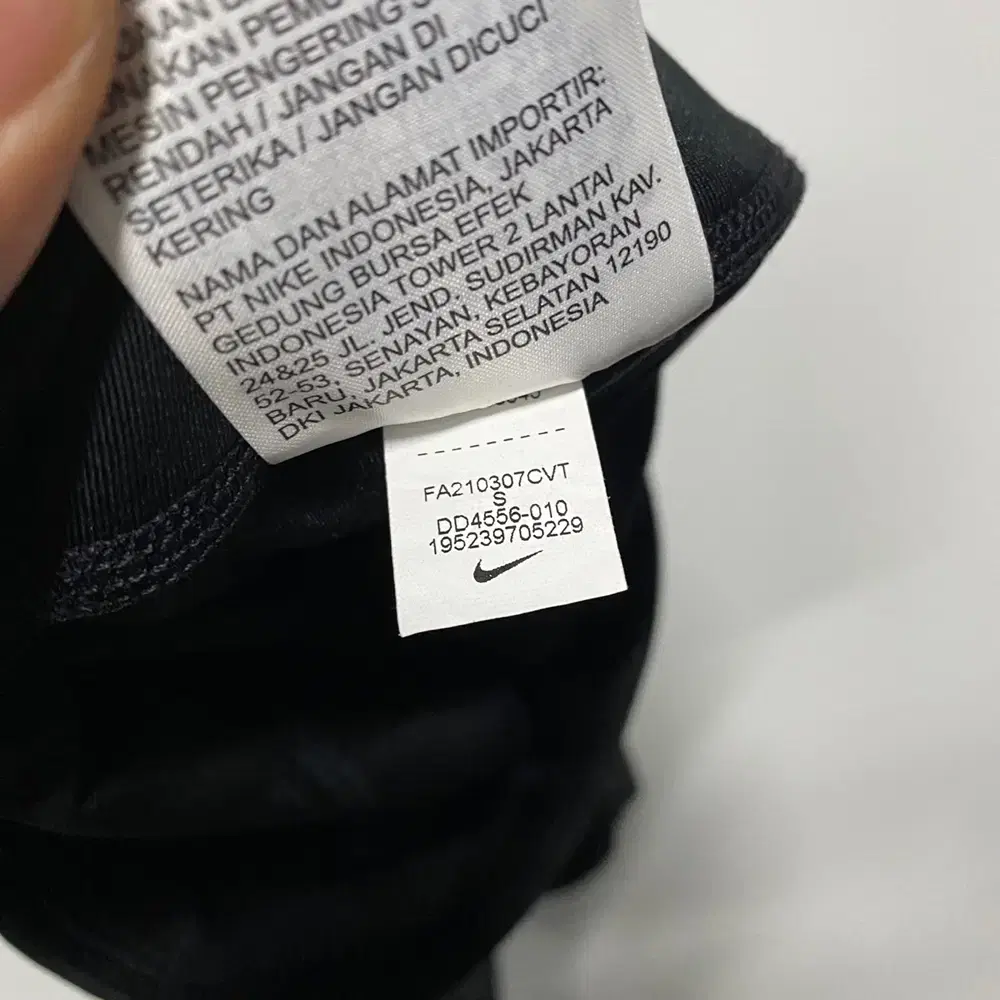 MESIN PENGERING
RENDAH / JANGAN DI
SETERIKA / JANGAN DICUCI
KERING
NAMA DAN ALAMAT IMPORTIR:
PT NIKE INDONESIA, JAKARTA
GEDUNG BURSA EFEK
INDONESIA TOWER 2 LANTAI
24&25 JL. JEND. SUDIRMAN KAV.
52-53, SENAYAN, KEBAYORAN
BARU, JAKARTA SELATAN 12190
DKI JAKARTA, INDONESIA
FA210307CVT
S
DD4556-010
195239705229